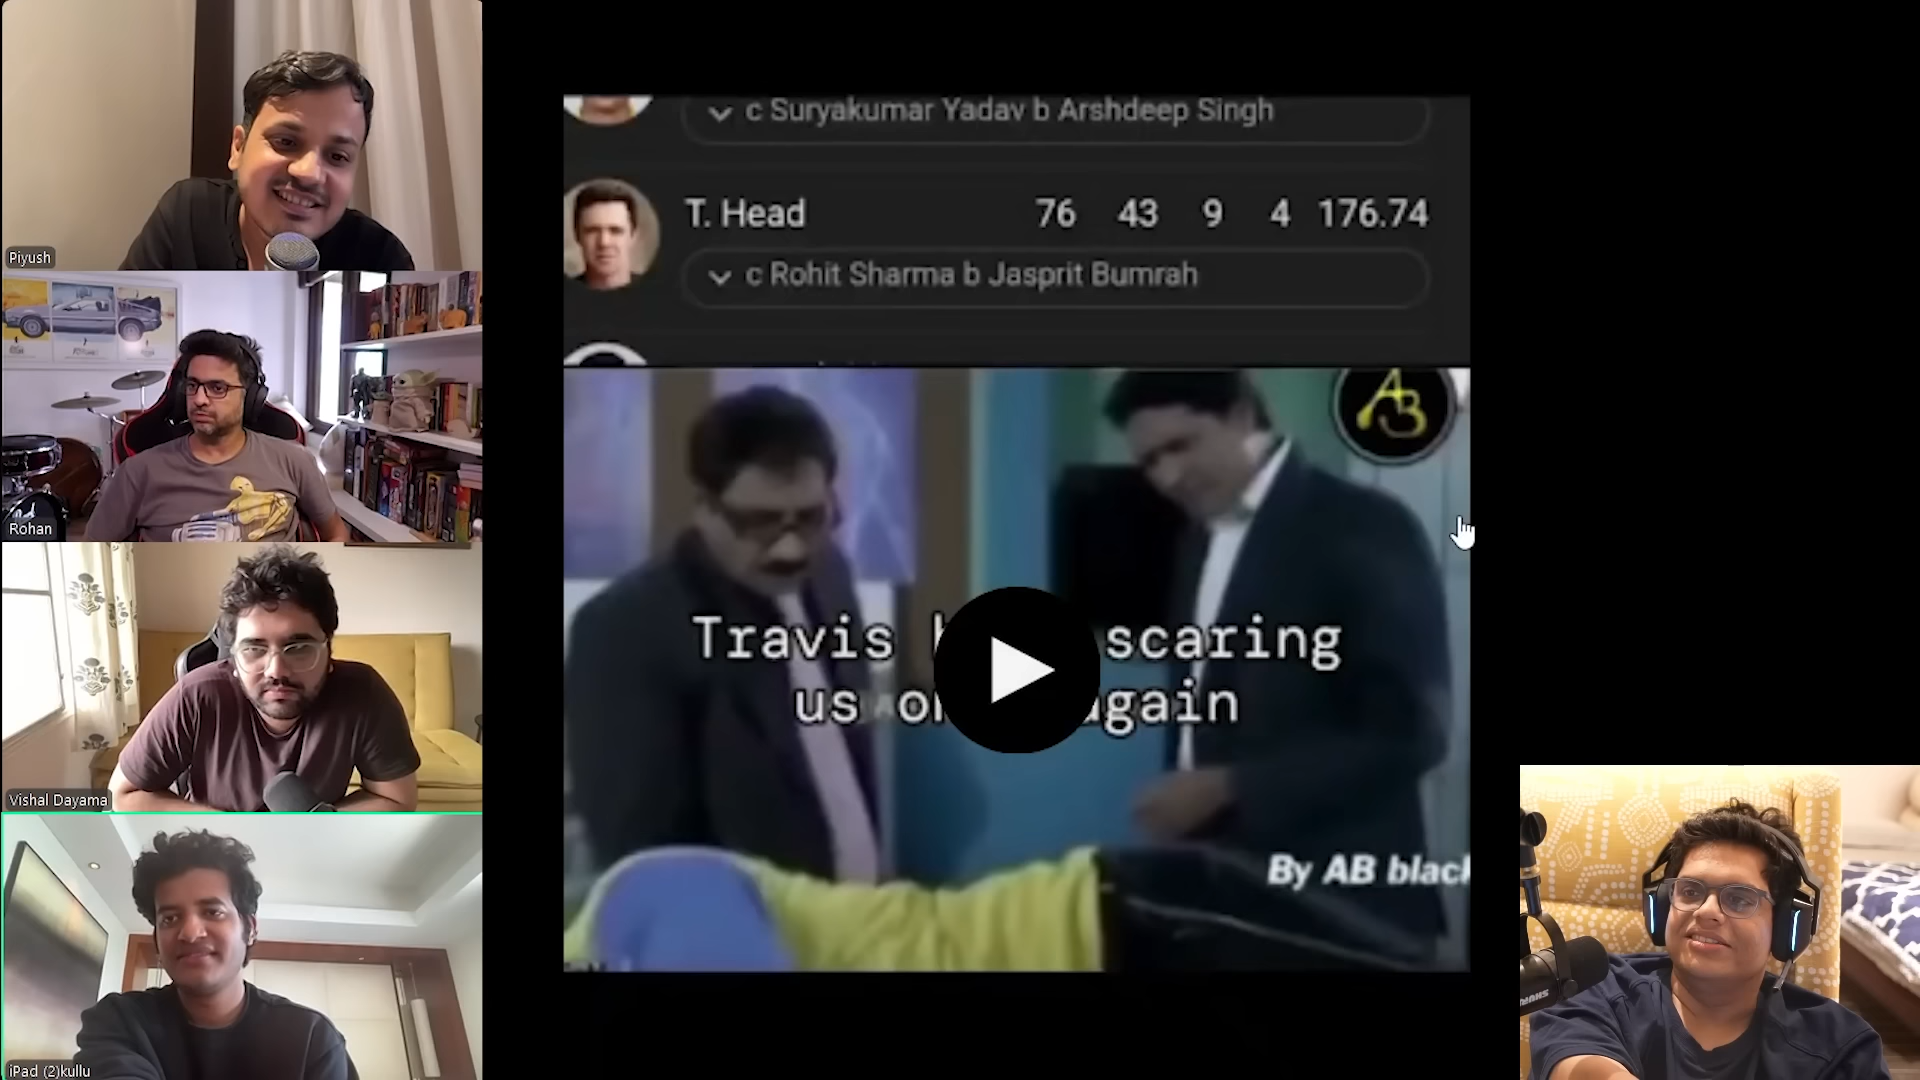 Piyush
Rohan
Vishal Dayama
iPad (2)kullu
c Suryakumar Yadav b Arshdeep Singh
T. Head 76 43 9 4 176.74
c Rohit Sharma b Jasprit Bumrah
AB
Travis scaring
us again
By AB black